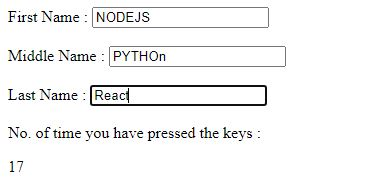 First Name : NODEJS
Middle Name : PYTHOn
Last Name : React
No. of time you have pressed the keys :
17